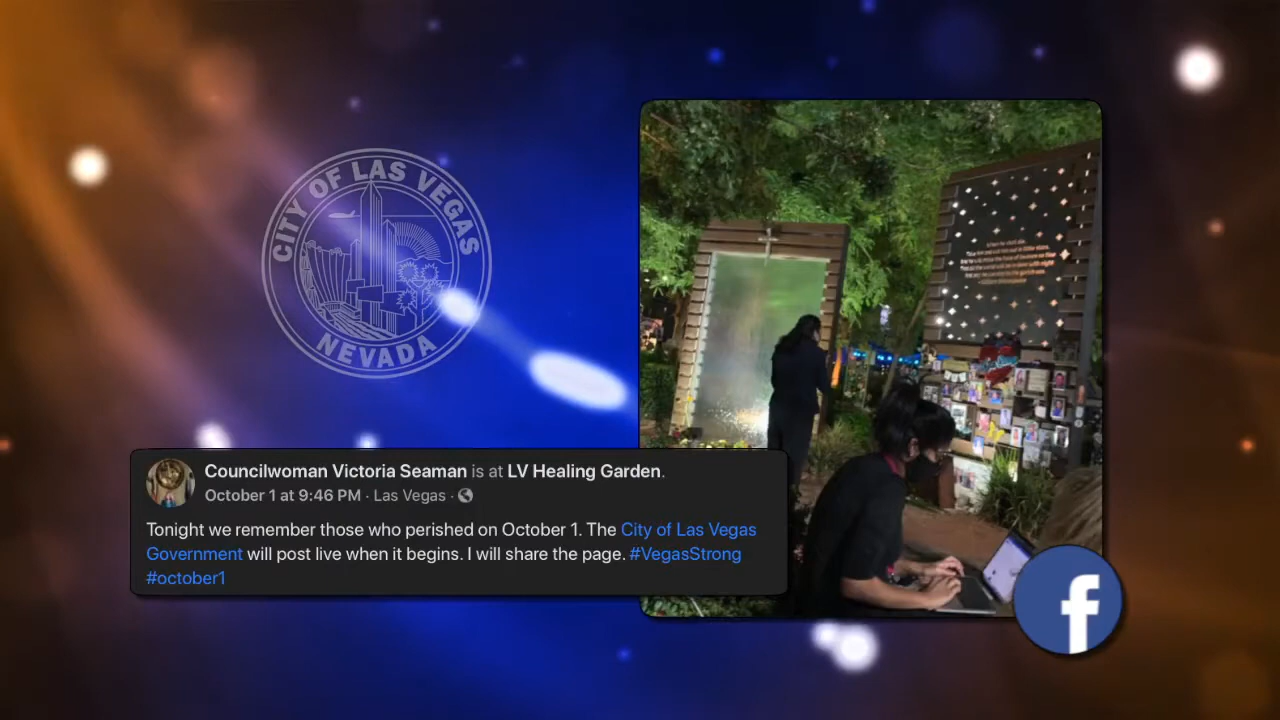 CITY OF LAS VEGAS
NEVADA
Councilwoman Victoria Seaman is at LV Healing Garden.
October 1 at 9:46 PM · Las Vegas ·
Tonight we remember those who perished on October 1. The City of Las Vegas
Government will post live when it begins. I will share the page. #VegasStrong
#october1
f